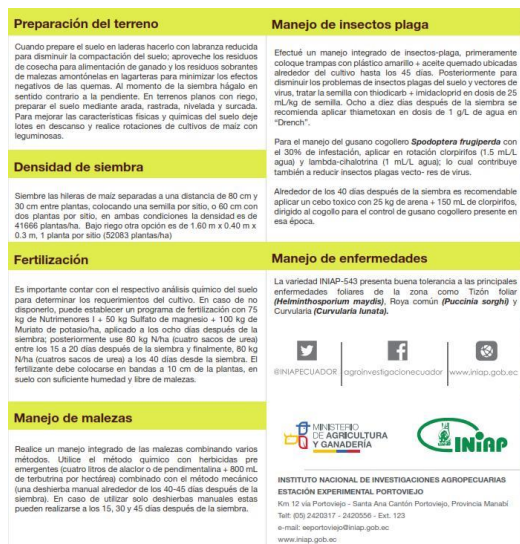 Preparación del terreno
Cuando prepare el suelo en laderas hacerlo con labranza reducida
para disminuir la compactación del suelo; aproveche los residuos
de cosecha para alimentación de ganado y los residuos sobrantes
de malezas amontónelas en lagarteras para minimizar los efectos
negativos de las quemas. Al momento de la siembra hágalo en
sentido contrario a la pendiente. En terrenos planos con riego,
preparar el suelo mediante arada, rastrada, nivelada y surcada.
Para mejorar las características físicas y quimicas del suelo deje
lotes en descanso y realice rotaciones de cultivos de maíz con
leguminosas.
Densidad de siembra
Siembre las hileras de maíz separadas a una distancia de 80 cm y
30 cm entre plantas, colocando una semilla por sitio, o 60 cm con
dos plantas por sitio, en ambas condiciones la densidad es de
41666 plantas/ha. Bajo riego otra opción es de 1.60 m x 0.40 m x
0.3 m, 1 planta por sitio (52083 plantas/ha)
Fertilización
Es importante contar con el respectivo análisis químico del suelo
para determinar los requerimientos del cultivo. En caso de no
disponerlo, puede establecer un programa de fertilización con 75
kg de Nutrimenores I + 50 kg Sulfato de magnesio + 100 kg de
Muriato de potasio/ha, aplicado a los ocho días después de la
siembra; posteriormente use 80 kg N/ha (cuatro sacos de urea)
entre los 15 a 20 días después de la siembra y finalmente, 80 kg
N/ha (cuatros sacos de urea) a los 40 días desde la siembra. El
fertilizante debe colocarse en bandas a 10 cm de la plantas, en
suelo con suficiente humedad y libre de malezas.
Manejo de malezas
Realice un manejo integrado de las malezas combinando varios
métodos. Utilice el método químico con herbicidas pre
emergentes (cuatro litros de alaclor o de pendimentalina + 800 mL
de terbutrina por hectárea) combinado con el método mecánico
(una deshierba manual alrededor de los 40-45 días después de la
siembra). En caso de utilizar solo deshierbas manuales estas
pueden realizarse a los 15, 30 y 45 días después de la siembra.
Manejo de insectos plaga
Efectué un manejo integrado de insectos-plaga, primeramente
coloque trampas con plástico amarillo + aceite quemado ubicadas
alrededor del cultivo hasta los 45 días. Posteriormente para
disminuir los problemas de insectos plagas del suelo y vectores de
virus, tratar la semilla con thiodicarb + imidacloprid en dosis de 25
mL/kg de semilla. Ocho a diez días después de la siembra se
recomienda aplicar thiametoxan en dosis de 1 g/L de agua en
"Drench".
Para el manejo del gusano cogollero Spodoptera frugiperda con
el 30% de infestación, aplicar en rotación clorpirifos (1.5 mL/L
agua) y lambda-cihalotrina (1 mL/L agua); lo cual contribuye
también a reducir insectos plagas vecto- res de virus.
Alrededor de los 40 días después de la siembra es recomendable
aplicar un cebo toxico con 25 kg de arena + 150 mL de clorpirifos,
dirigido al cogollo para el control de gusano cogollero presente en
esa época.
Manejo de enfermedades
La variedad INIAP-543 presenta buena tolerancia a las principales
enfermedades foliares de la zona como Tizón foliar
(Helminthosporium maydis), Roya común (Puccinia sorghi) y
Curvularia (Curvularia lunata).
@INIAPECUADOR
agroinvestigacionecuador
www.iniap.gob.ec
MINISTERIO
DE AGRICULTURA
Y GANADERÍA
INIAP
INSTITUTO NACIONAL DE INVESTIGACIONES AGROPECUARIAS
ESTACIÓN EXPERIMENTAL PORTOVIEJO
Km 12 vía Portoviejo - Santa Ana Cantón Portoviejo, Provincia Manabí
Telf: (05) 2420317 - 2420556 - Ext. 123
e-mail: eeportoviejo@iniap.gob.ec
www.iniap.gob.ec